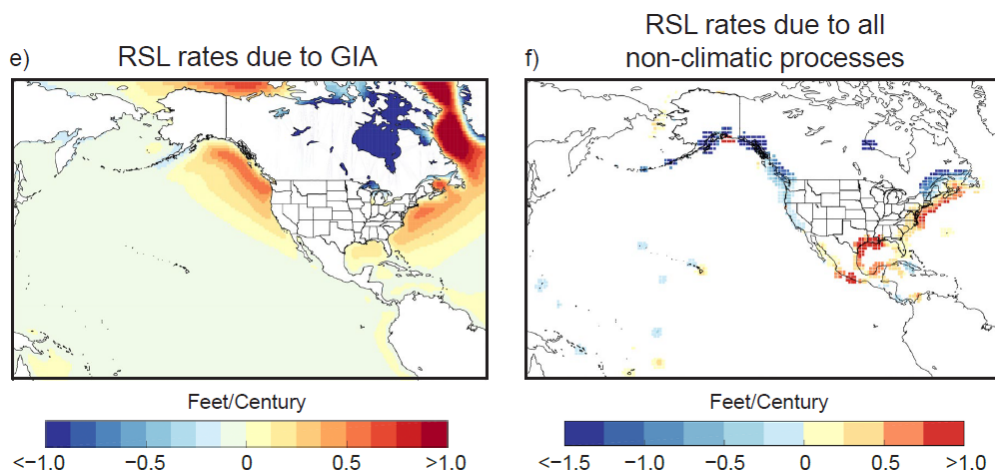 e)
RSL rates due to GIA
f)
RSL rates due to all
non-climatic processes
Feet/Century
<−1.0 −0.5 0 0.5 >1.0
Feet/Century
<−1.5 −1.0 −0.5 0 0.5 >1.0